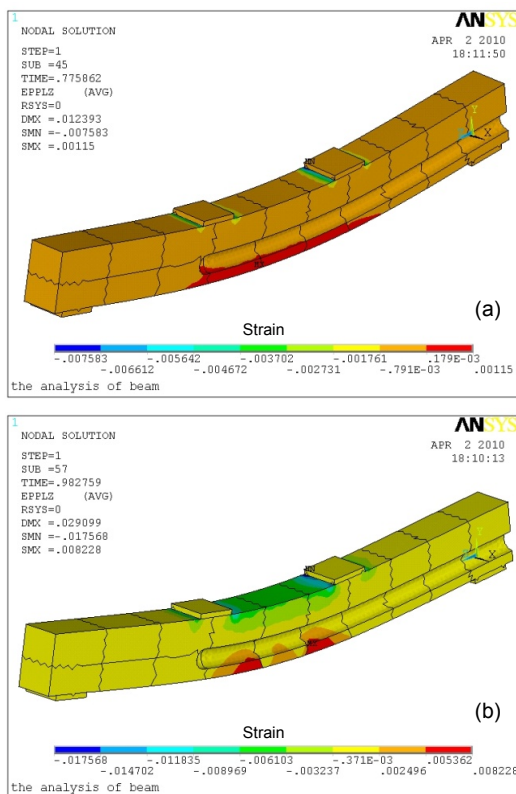 1
ANSYS
NODAL SOLUTION
APR 2 2010
18:11:50
STEP=1
SUB =45
TIME=.775862
EPPLZ (AVG)
RSYS=0
DMX =.012393
SMN =-.007583
SMX =.00115
MN
Y
Z X
MX
(a)
Strain
-.007583 -.005642 -.003702 -.001761 .179E-03
-.006612 -.004672 -.002731 -.791E-03 .00115
the analysis of beam
1
ANSYS
NODAL SOLUTION
APR 2 2010
18:10:13
STEP=1
SUB =57
TIME=.982759
EPPLZ (AVG)
RSYS=0
DMX =.029099
SMN =-.017568
SMX =.008228
MN
Y
Z X
MX
(b)
Strain
-.017568 -.011835 -.006103 -.371E-03 .005362
-.014702 -.008969 -.003237 .002496 .008228
the analysis of beam